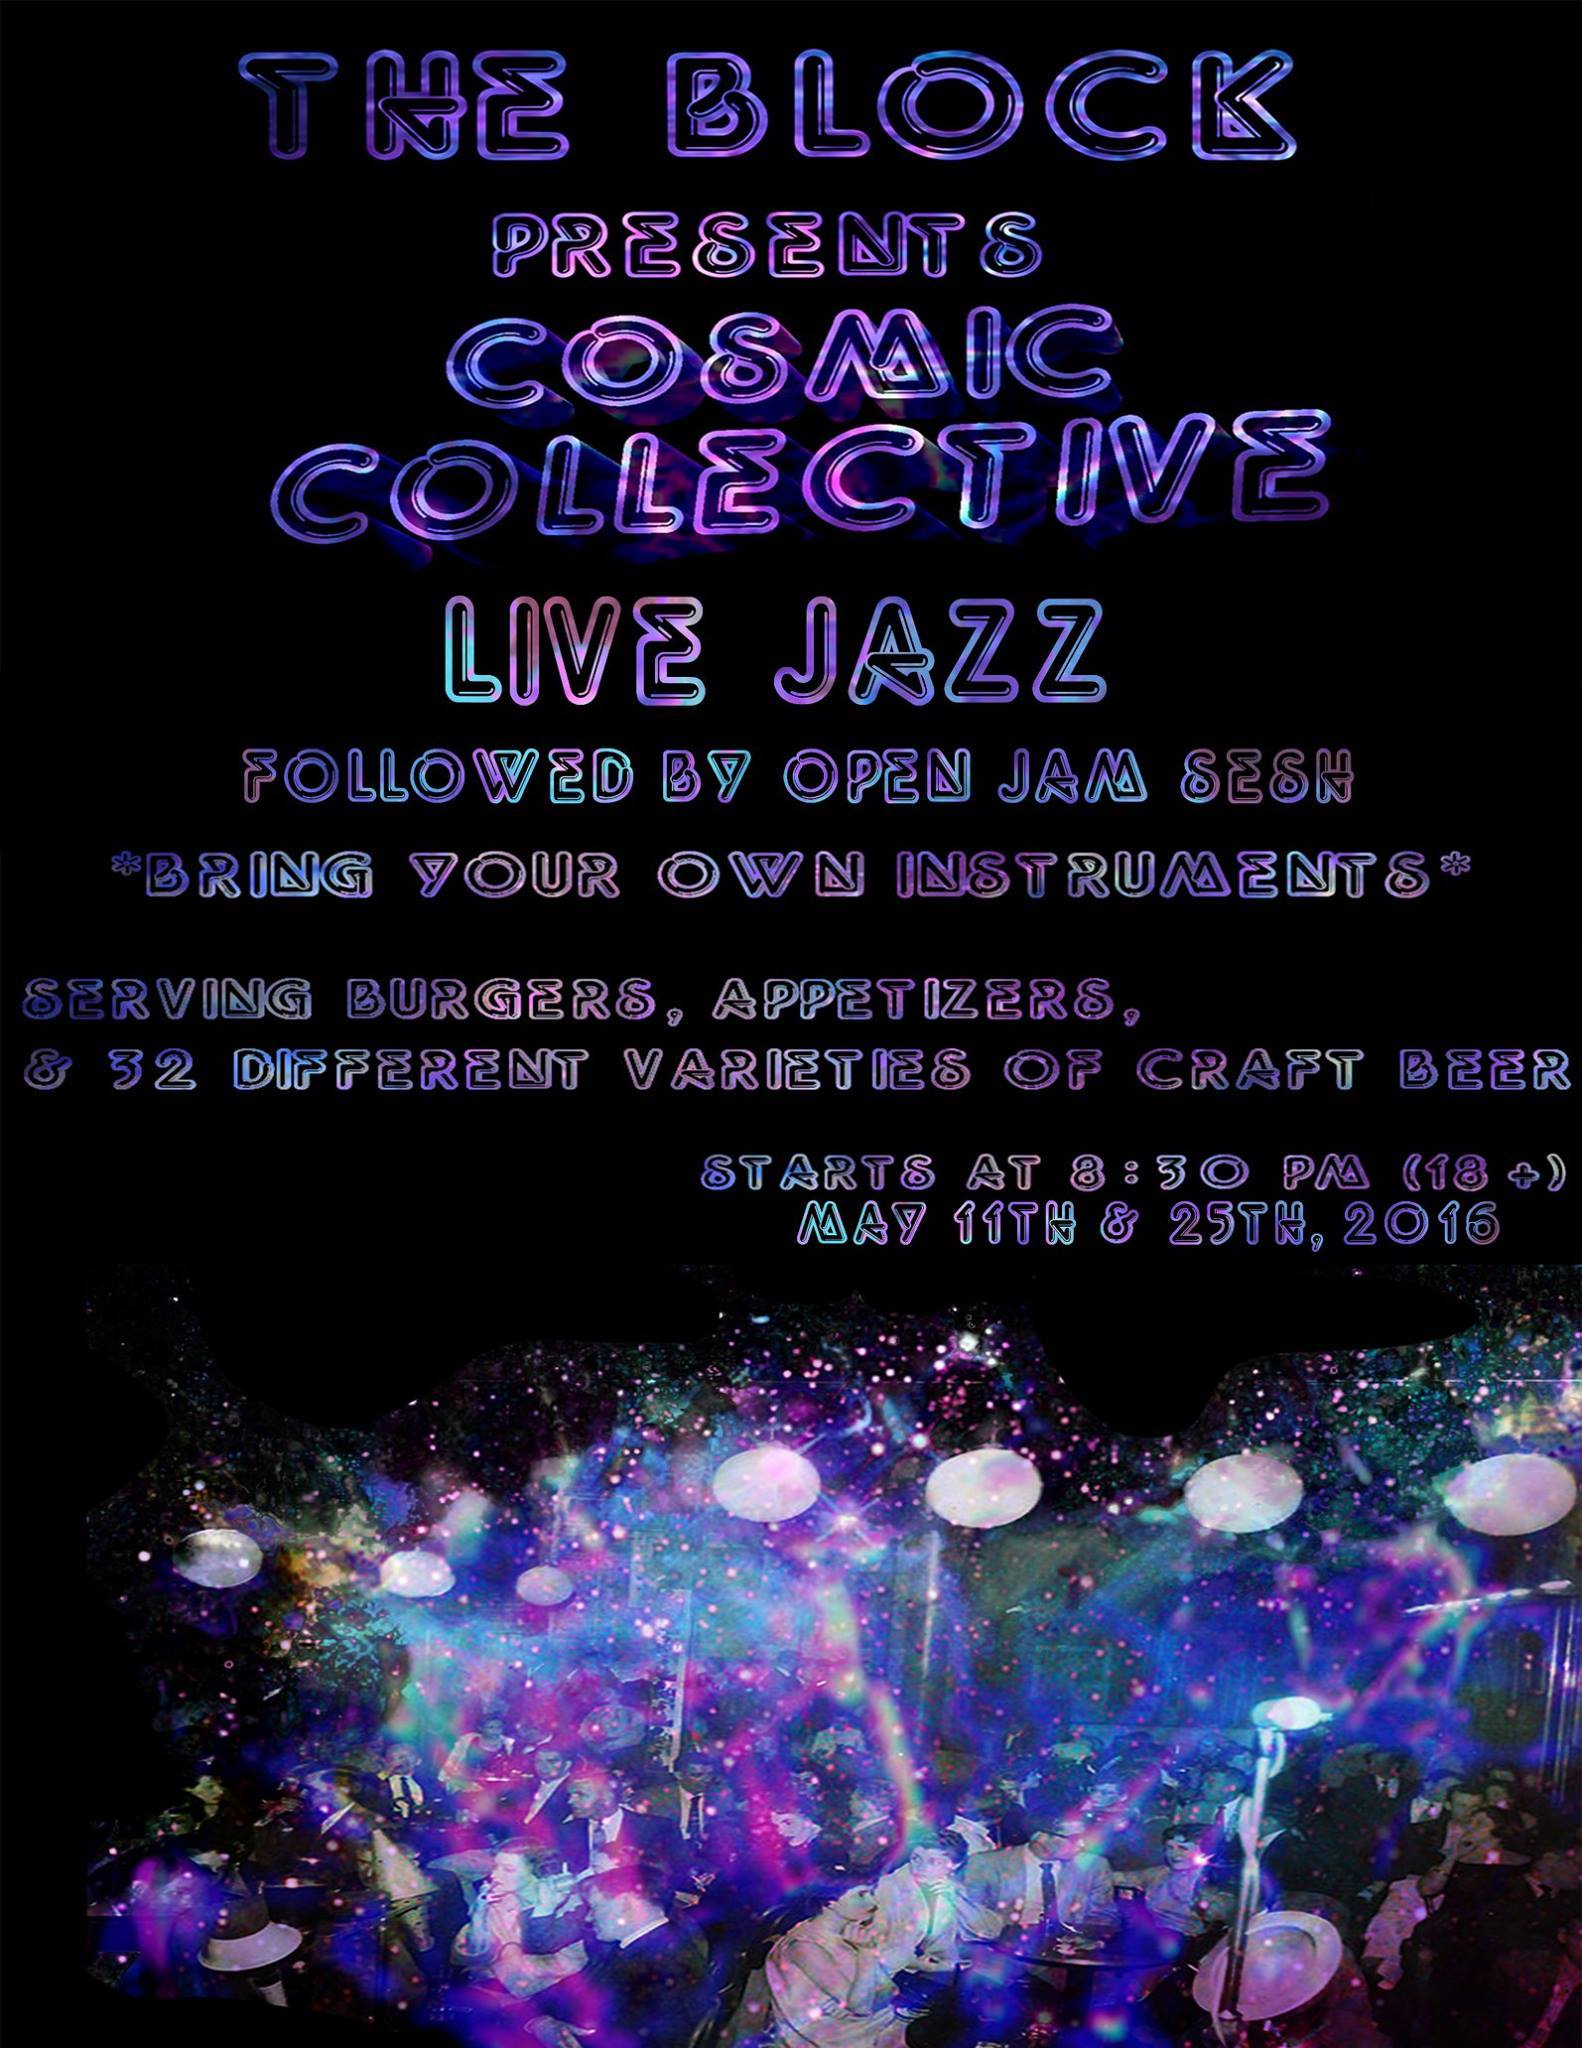 THE BLOCK
PRESENTS
COSMIC
COLLECTIVE
LIVE JAZZ
FOLLOWED BY OPEN JAM SESH
*BRING YOUR OWN INSTRUMENTS*
SERVING BURGERS, APPETIZERS,
& 32 DIFFERENT VARIETIES OF CRAFT BEER
STARTS AT 8:30 PM (18+)
MAY 11TH & 25TH, 2016